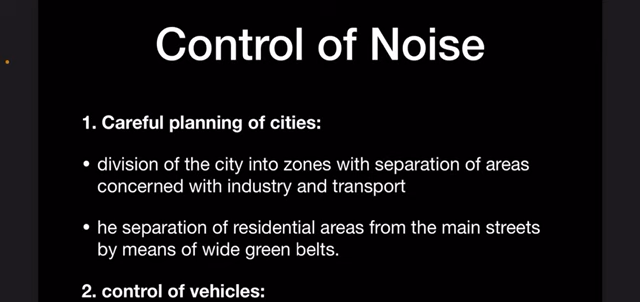 Control of Noise
1. Careful planning of cities:
• division of the city into zones with separation of areas
concerned with industry and transport
• he separation of residential areas from the main streets
by means of wide green belts.
2. control of vehicles: